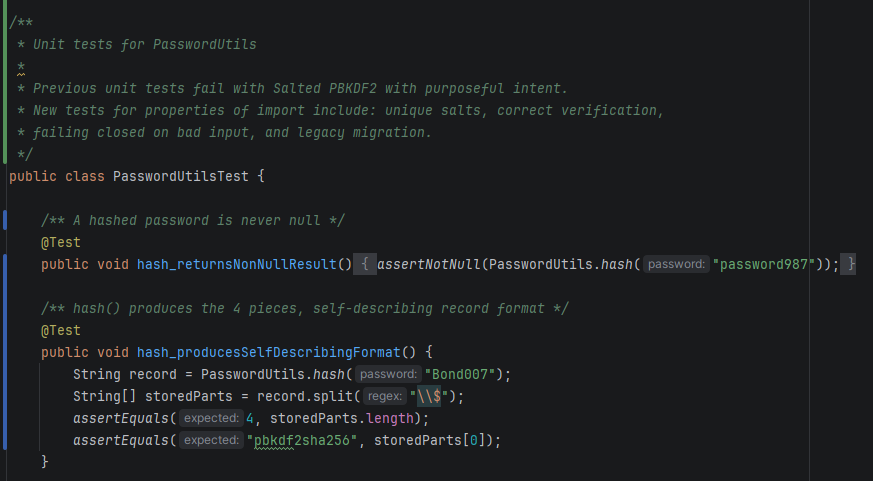 /**
* Unit tests for PasswordUtils
*
* Previous unit tests fail with Salted PBKDF2 with purposeful intent.
* New tests for properties of import include: unique salts, correct verification,
* failing closed on bad input, and legacy migration.
*/
public class PasswordUtilsTest {
/** A hashed password is never null */
@Test
public void hash_returnsNonNullResult() { assertNotNull(PasswordUtils.hash( password: "password987")); }
/** hash() produces the 4 pieces, self-describing record format */
@Test
public void hash_producesSelfDescribingFormat() {
String record = PasswordUtils.hash( password: "Bond007");
String[] storedParts = record.split( regex: "\\$");
assertEquals( expected: 4, storedParts.length);
assertEquals( expected: "pbkdf2sha256", storedParts[0]);
}